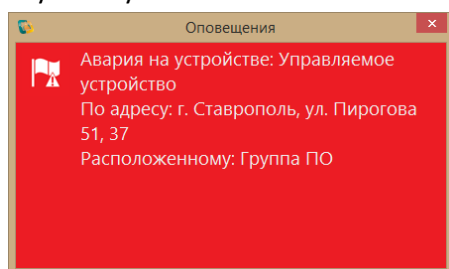 Оповещения
Авария на устройстве: Управляемое
устройство
По адресу: г. Ставрополь, ул. Пирогова
51, 37
Расположенному: Группа ПО